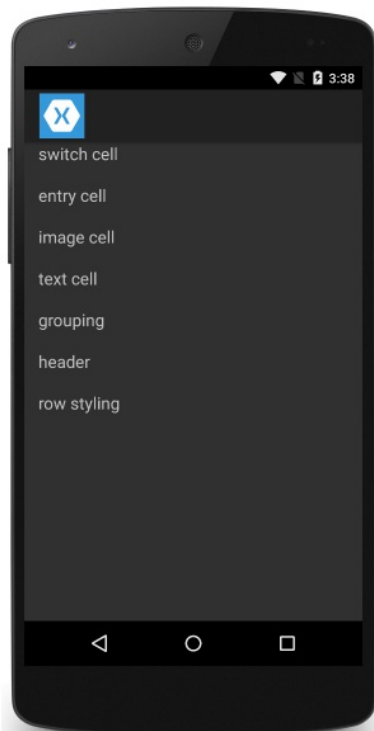 3:38
switch cell
entry cell
image cell
text cell
grouping
header
row styling